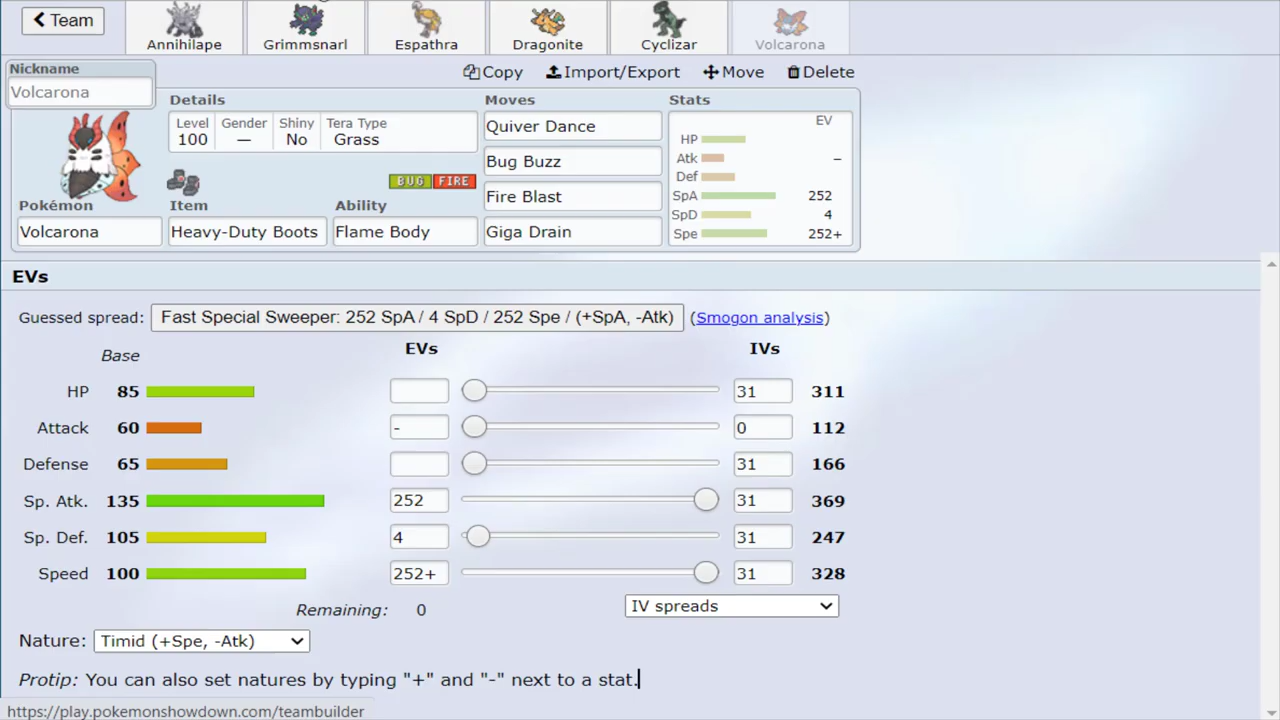 Team
Annihilape Grimmsnarl Espathra Dragonite Cyclizar Volcarona
Copy Import/Export Move Delete
Nickname
Volcarona
Details
Level Gender Shiny Tera Type
100 — No Grass
BUG FIRE
Pokémon Item Ability
Volcarona Heavy-Duty Boots Flame Body
Moves
Quiver Dance
Bug Buzz
Fire Blast
Giga Drain
Stats
EV
HP
Atk –
Def
SpA 252
SpD 4
Spe 252+
EVs
Guessed spread: Fast Special Sweeper: 252 SpA / 4 SpD / 252 Spe / (+SpA, -Atk) (Smogon analysis)
Base EVs IVs
HP 85 31 311
Attack 60 - 0 112
Defense 65 31 166
Sp. Atk. 135 252 31 369
Sp. Def. 105 4 31 247
Speed 100 252+ 31 328
Remaining: 0 IV spreads
Nature: Timid (+Spe, -Atk)
Protip: You can also set natures by typing "+" and "-" next to a stat.
https://play.pokemonshowdown.com/teambuilder